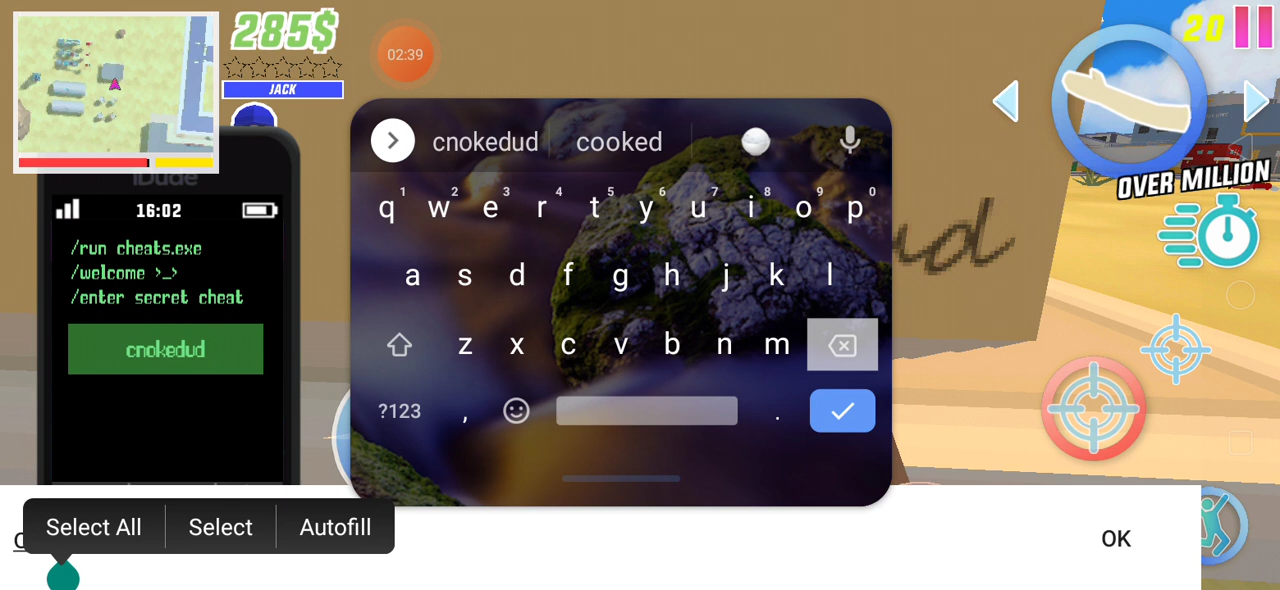 285$
JACK
02:39
20
OVER MILLION
iDude
16:02
/run cheats.exe
/welcome >_>
/enter secret cheat
cnokedud
cnokedud cooked
1 2 3 4 5 6 7 8 9 0
q w e r t y u i o p
a s d f g h j k l
z x c v b n m
?123 , .
ud
Select All Select Autofill
OK